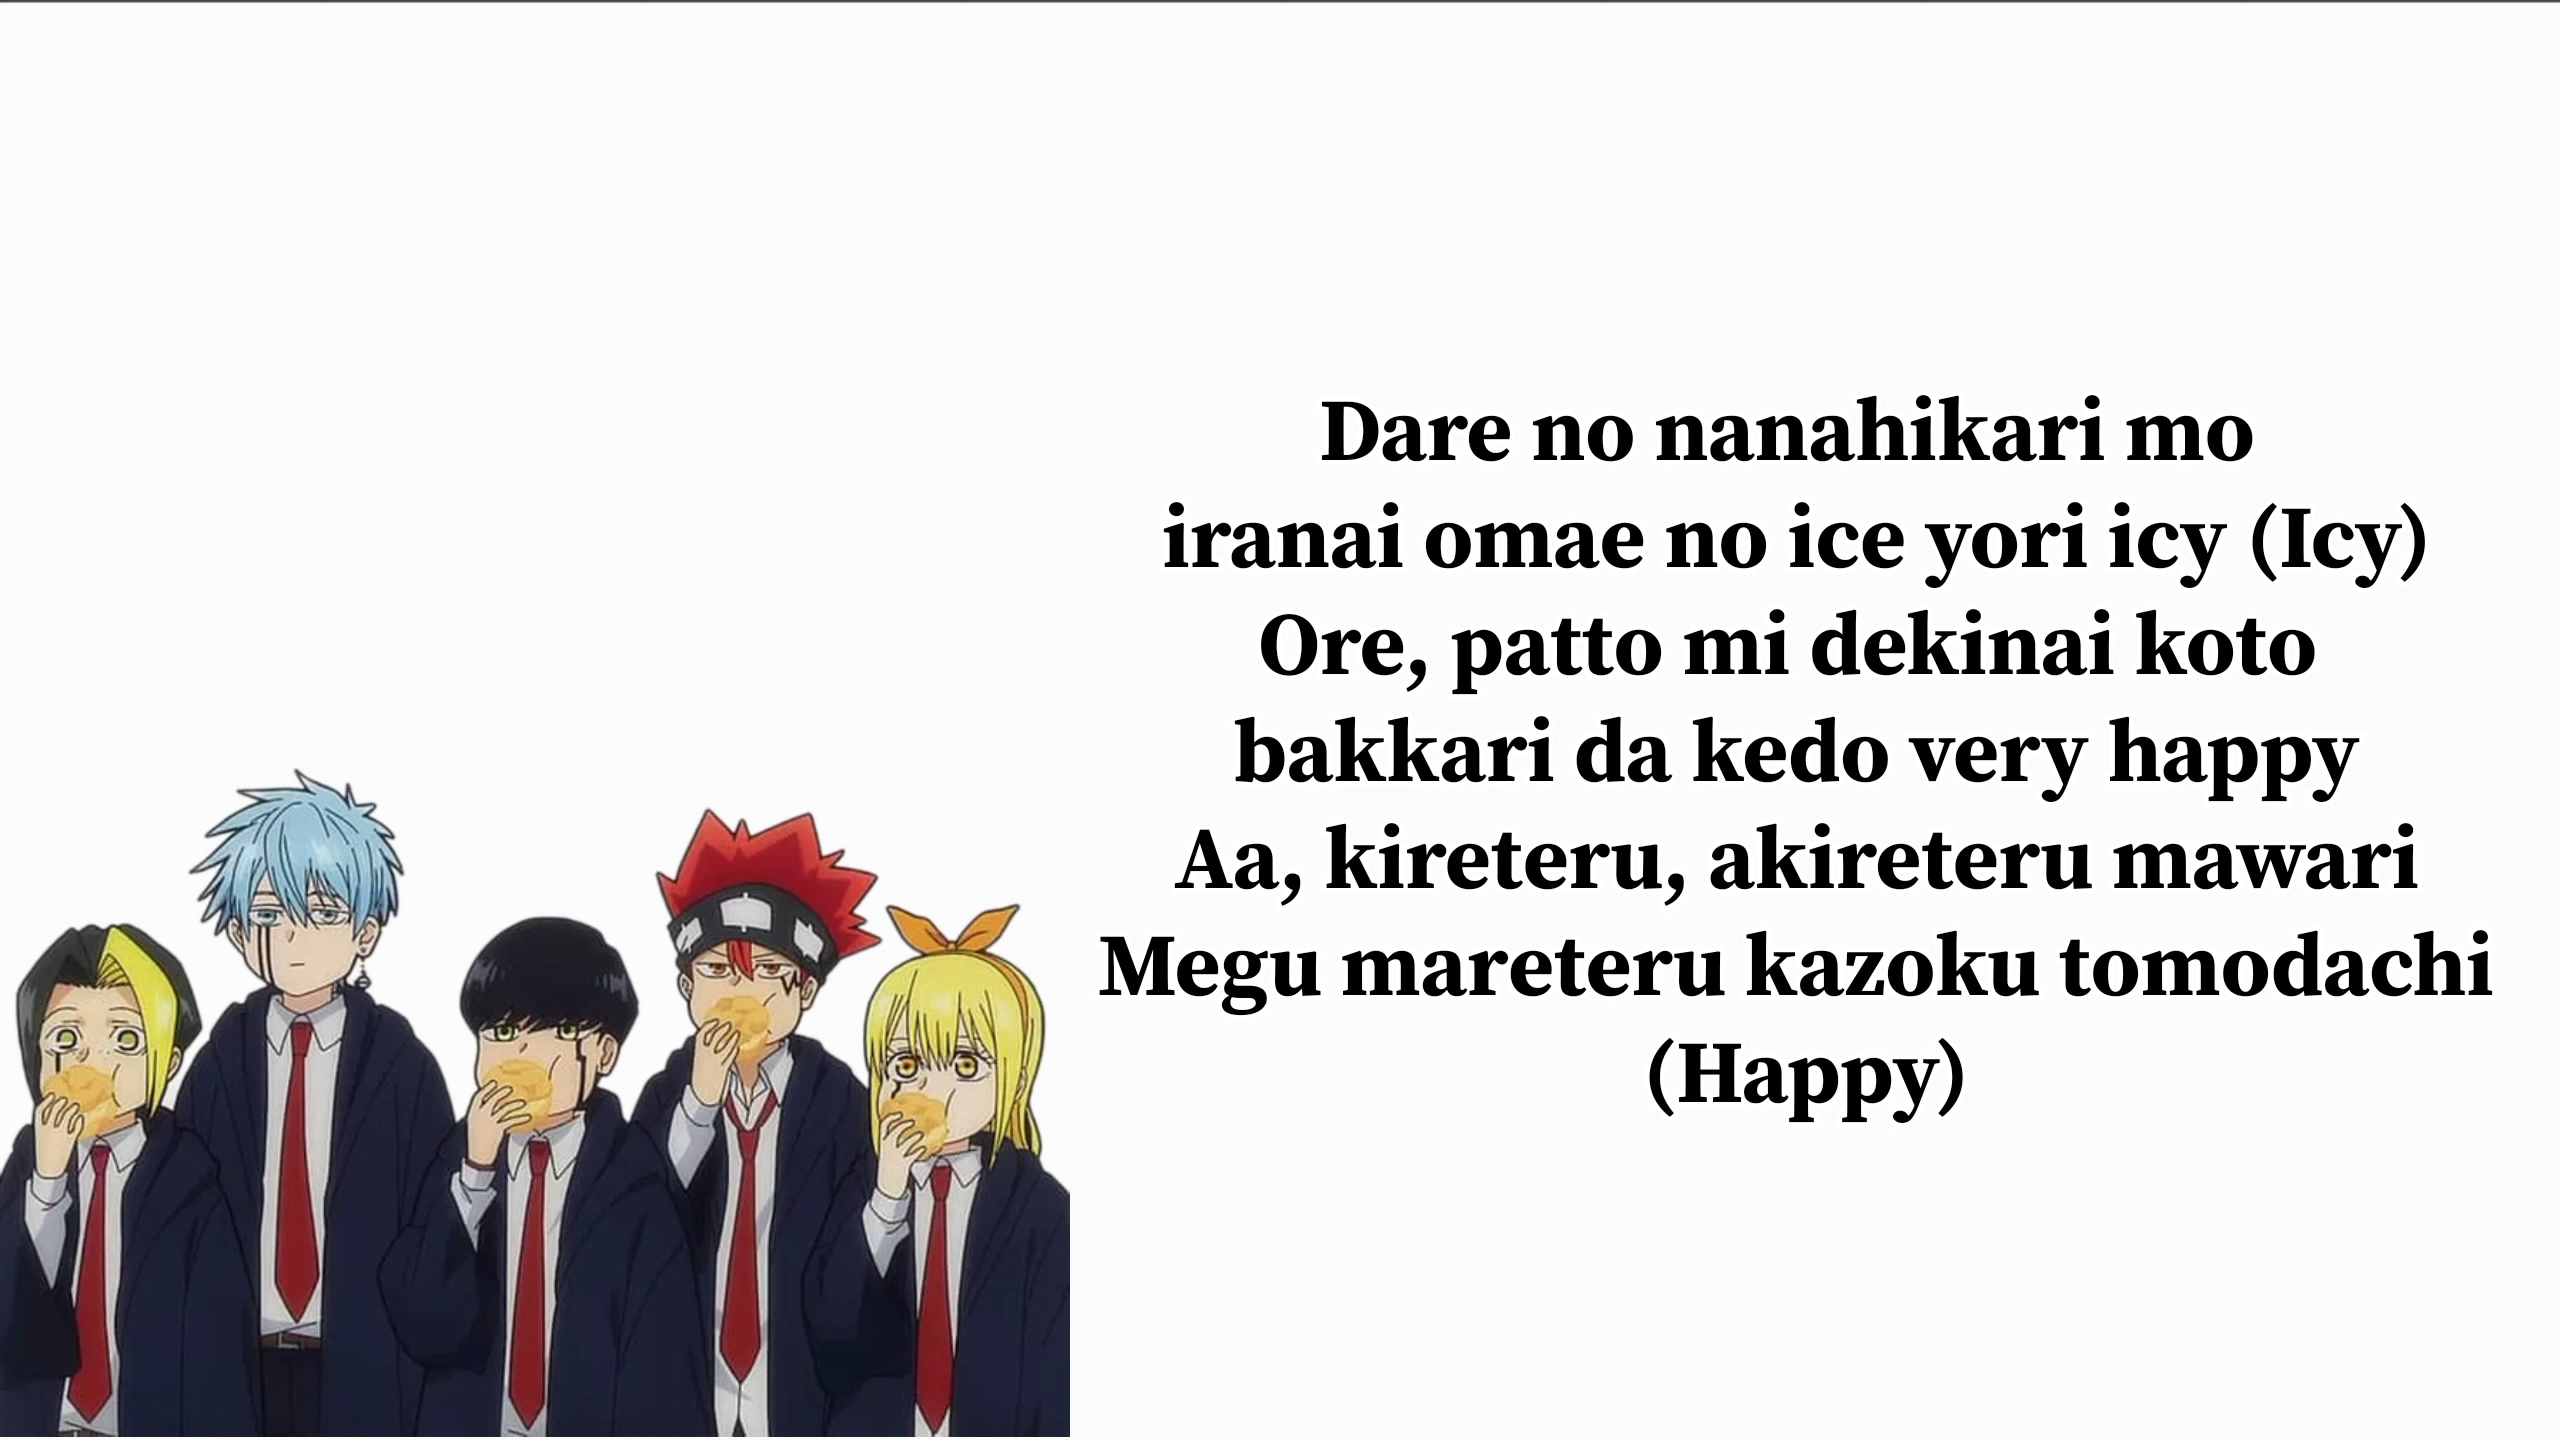 Dare no nanahikari mo
iranai omae no ice yori icy (Icy)
Ore, patto mi dekinai koto
bakkari da kedo very happy
Aa, kireteru, akireteru mawari
Megu mareteru kazoku tomodachi
(Happy)